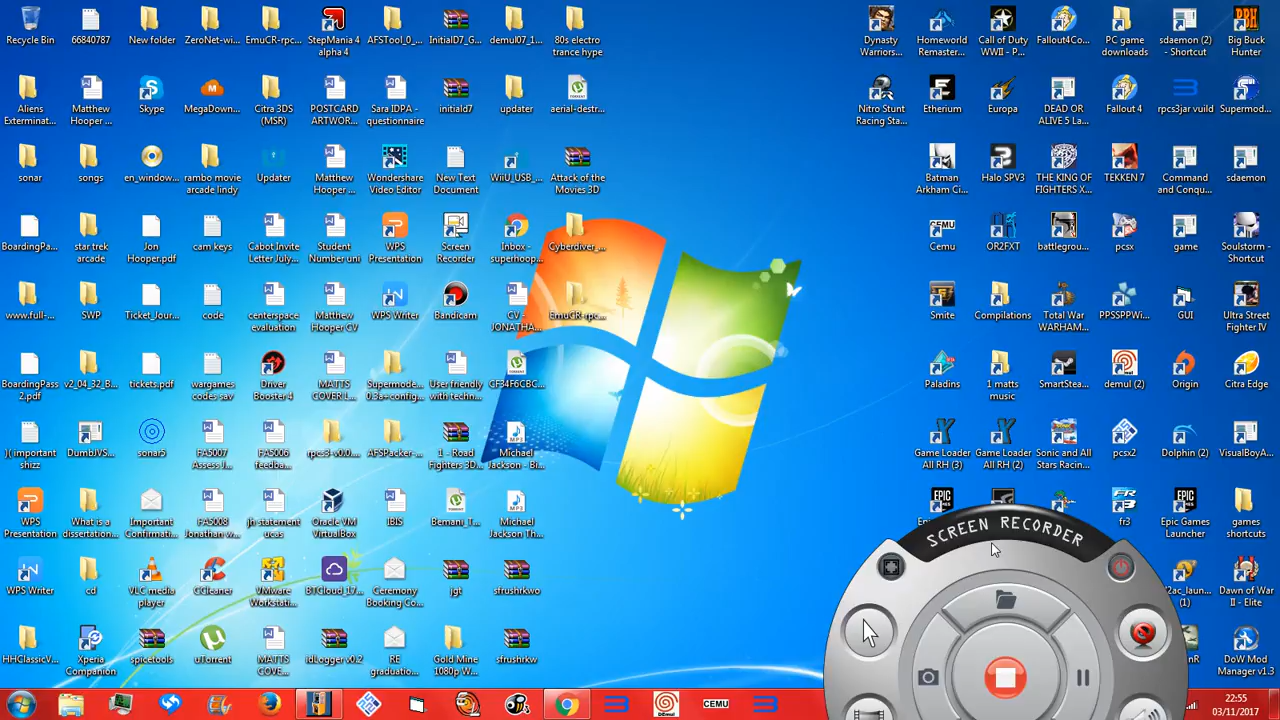 Recycle Bin
66840787
New folder
ZeroNet-wi...
EmuCR-rpc...
StepMania 4 alpha 4
AFSTool_0_...
InitialD7_G...
demul07_1...
80s electro trance hype
Dynasty Warriors...
Homeworld Remaster...
Call of Duty WWII - P...
Fallout4Co...
PC game downloads
sdaemon (2) - Shortcut
Big Buck Hunter
Aliens Exterminat...
Matthew Hooper ...
Skype
MegaDown...
Citra 3DS (MSR)
POSTCARD ARTWOR...
Sara IDPA - questionnaire
initiald7
updater
aerial-destr...
Nitro Stunt Racing Sta...
Etherium
Europa
DEAD OR ALIVE 5 La...
Fallout 4
rpcs3jar vuild
Supermod...
sonar
songs
en_window...
rambo movie arcade lindy
Updater
Matthew Hooper ...
Wondershare Video Editor
New Text Document
WiiU_USB_...
Attack of the Movies 3D
Batman Arkham Ci...
Halo SPV3
THE KING OF FIGHTERS X...
TEKKEN 7
Command and Conqu...
sdaemon
BoardingPa...
star trek arcade
Jon Hooper.pdf
cam keys
Cabot Invite Letter July...
Student Number uni
WPS Presentation
Screen Recorder
Inbox - superhoop...
Cyberdiver_...
Cemu
OR2FXT
battlegrou...
pcsx
game
Soulstorm - Shortcut
www.full-...
SWP
Ticket_Jour...
code
centerspace evaluation
Matthew Hooper CV
WPS Writer
Bandicam
CV - JONATHA...
EmuCR-rpc...
Smite
Compilations
Total War WARHAM...
PPSSPPWi...
GUI
Ultra Street Fighter IV
BoardingPass 2.pdf
v2_04_32_B...
tickets.pdf
wargames codes sav
Driver Booster 4
MATTS COVER L...
Supermode... 0.3a+config...
User friendly with techn...
CF34F6CBC...
Paladins
1 matts music
SmartStea...
demul (2)
Origin
Citra Edge
)( important shizz
DumbJVS...
sonar5
FA5007 Assess J...
FA5006 feedba...
rpcs3-v0.0...
AFSPacker-...
1 - Road Fighters 3D...
Michael Jackson - Bi...
Game Loader All RH (3)
Game Loader All RH (2)
Sonic and All Stars Racin...
pcsx2
Dolphin (2)
VisualBoyA...
WPS Presentation
What is a dissertation...
Important Confirmati...
FA5008 Jonathan w...
jh statement ucas
Oracle VM VirtualBox
IBIS
Bemani_T...
Michael Jackson Th...
fr3
Epic Games Launcher
games shortcuts
SCREEN RECORDER
WPS Writer
cd
VLC media player
CCleaner
VMware Workstati...
BTCloud_17...
Ceremony Booking Co...
jgt
sfrushrkwo
Dawn of War II - Elite
HHClassicV...
Xperia Companion
spicetools
uTorrent
MATTS COVE...
idLogger v0.2
RE graduatio...
Gold Mine 1080p W...
sfrushrkw
DoW Mod Manager v1.3
CEMU
22:55
03/11/2017